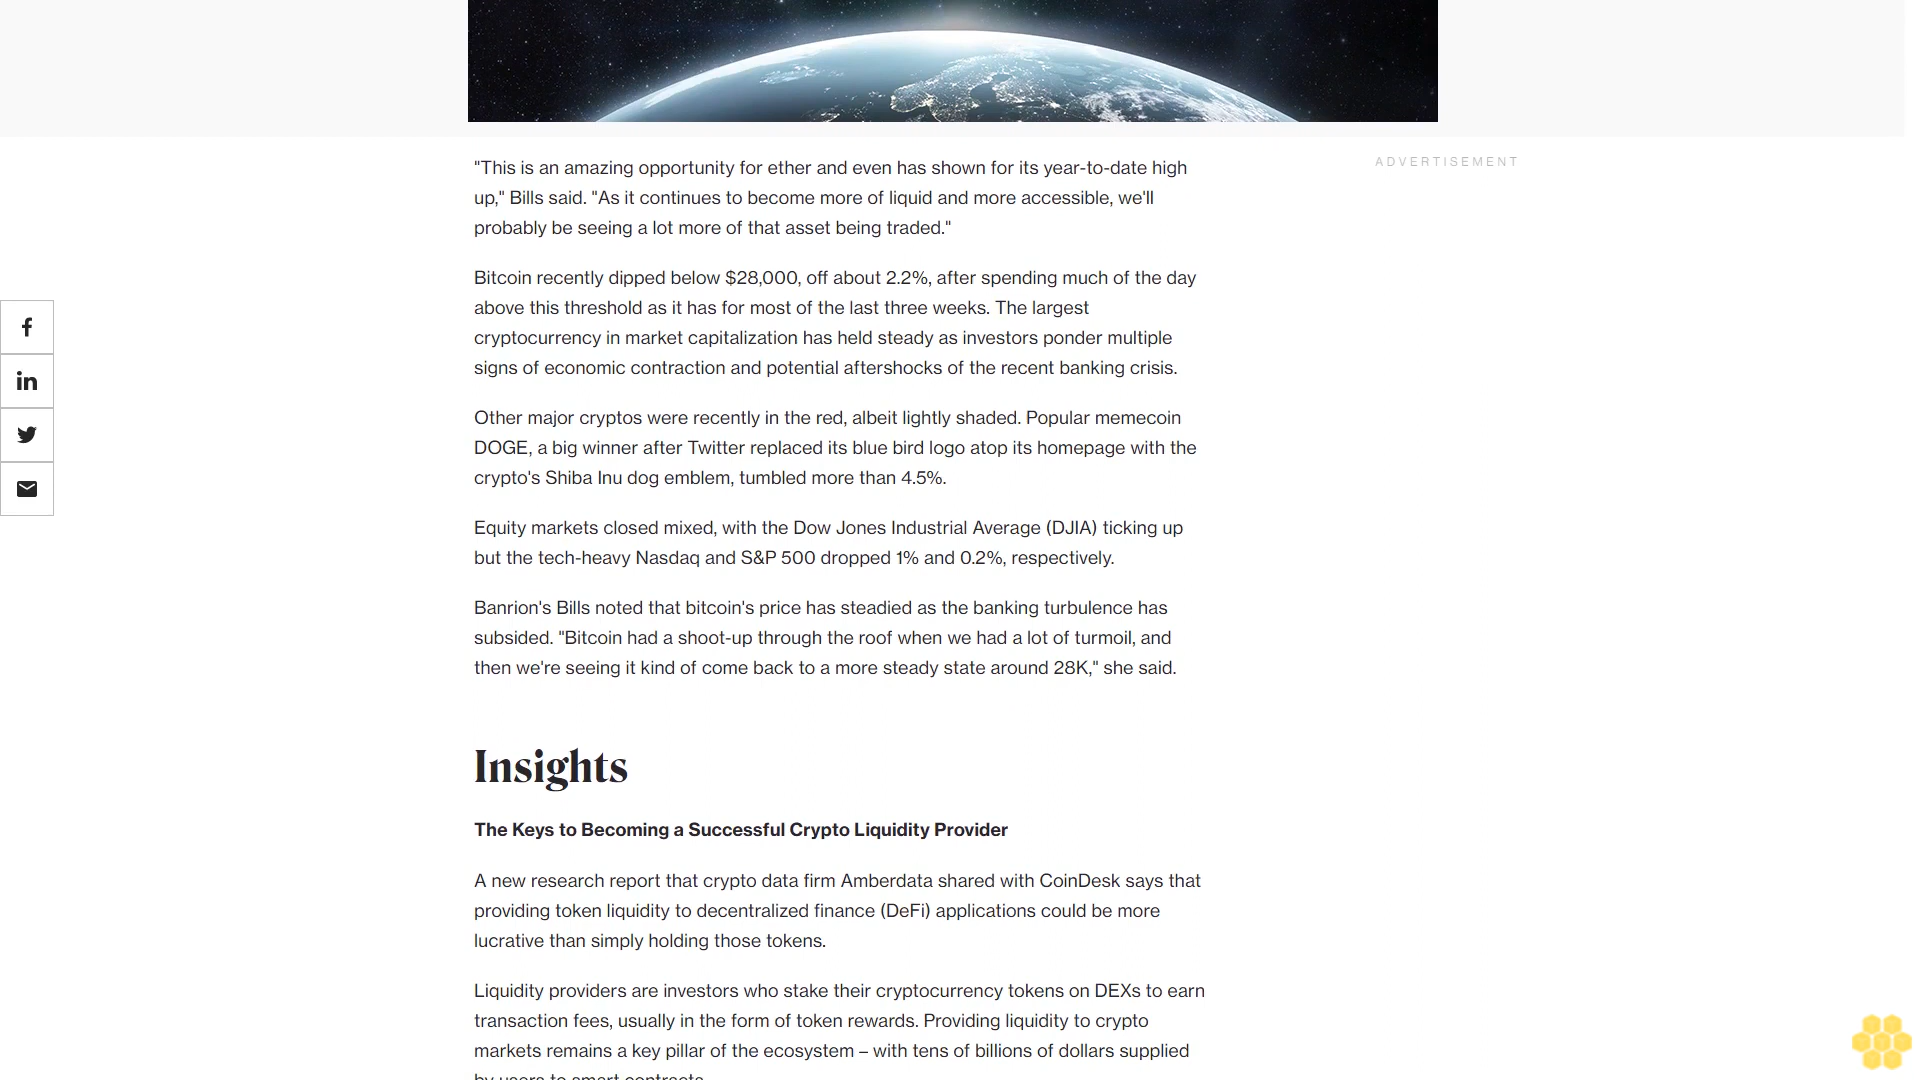 ADVERTISEMENT
"This is an amazing opportunity for ether and even has shown for its year-to-date high
up," Bills said. "As it continues to become more of liquid and more accessible, we'll
probably be seeing a lot more of that asset being traded."
Bitcoin recently dipped below $28,000, off about 2.2%, after spending much of the day
above this threshold as it has for most of the last three weeks. The largest
cryptocurrency in market capitalization has held steady as investors ponder multiple
signs of economic contraction and potential aftershocks of the recent banking crisis.
Other major cryptos were recently in the red, albeit lightly shaded. Popular memecoin
DOGE, a big winner after Twitter replaced its blue bird logo atop its homepage with the
crypto's Shiba Inu dog emblem, tumbled more than 4.5%.
Equity markets closed mixed, with the Dow Jones Industrial Average (DJIA) ticking up
but the tech-heavy Nasdaq and S&P 500 dropped 1% and 0.2%, respectively.
Banrion's Bills noted that bitcoin's price has steadied as the banking turbulence has
subsided. "Bitcoin had a shoot-up through the roof when we had a lot of turmoil, and
then we're seeing it kind of come back to a more steady state around 28K," she said.
Insights
The Keys to Becoming a Successful Crypto Liquidity Provider
A new research report that crypto data firm Amberdata shared with CoinDesk says that
providing token liquidity to decentralized finance (DeFi) applications could be more
lucrative than simply holding those tokens.
Liquidity providers are investors who stake their cryptocurrency tokens on DEXs to earn
transaction fees, usually in the form of token rewards. Providing liquidity to crypto
markets remains a key pillar of the ecosystem – with tens of billions of dollars supplied
by users to smart contracts.